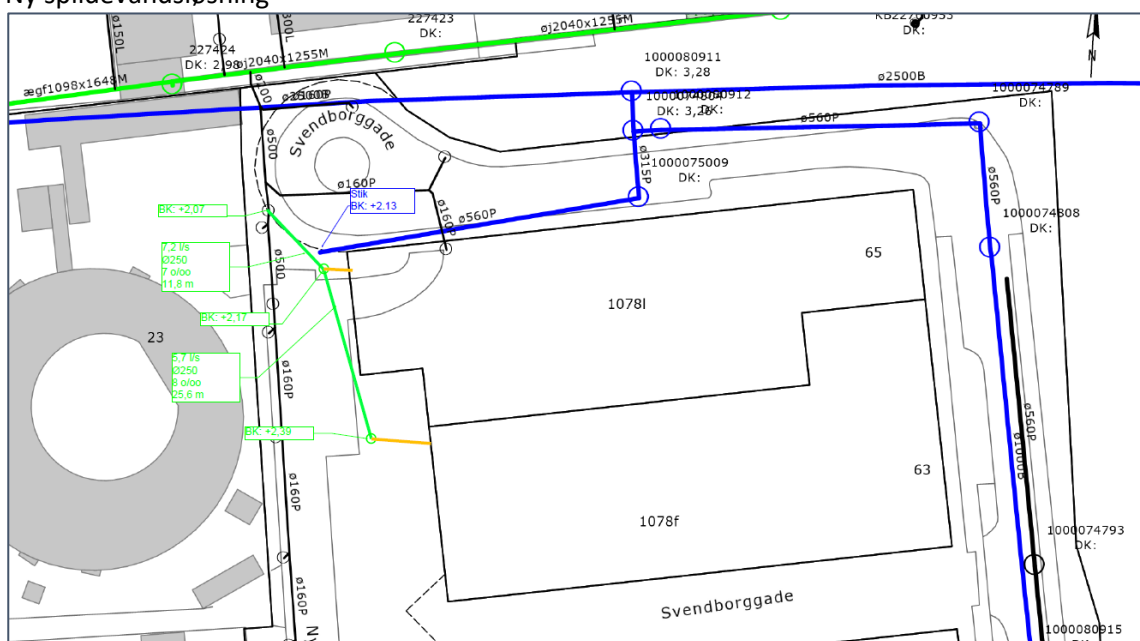 Ny spildevandsløsning
ø150L
300L
227424
DK: 2,98
227423
DK:
øj2040x1255M
øj2040x1255M
ægf1098x1648M
DK:
1000080911
DK: 3,28
ø2500B
1000074289
DK:
DK: 3,28
ø560P
ø500
Svendborggade
ø160P
Stik
BK: +2.13
ø560P
ø315P
1000075009
DK:
ø560P
1000074808
DK:
BK: +2,07
7,2 l/s
Ø250
7 o/oo
11,8 m
ø500
ø160P
65
1078l
BK: +2,17
23
5,7 l/s
Ø250
8 o/oo
25,6 m
ø160P
BK: +2,39
ø560P
ø1000B
63
ø160P
1078f
1000074793
DK:
ø160P
Svendborggade
1000080915
DK: